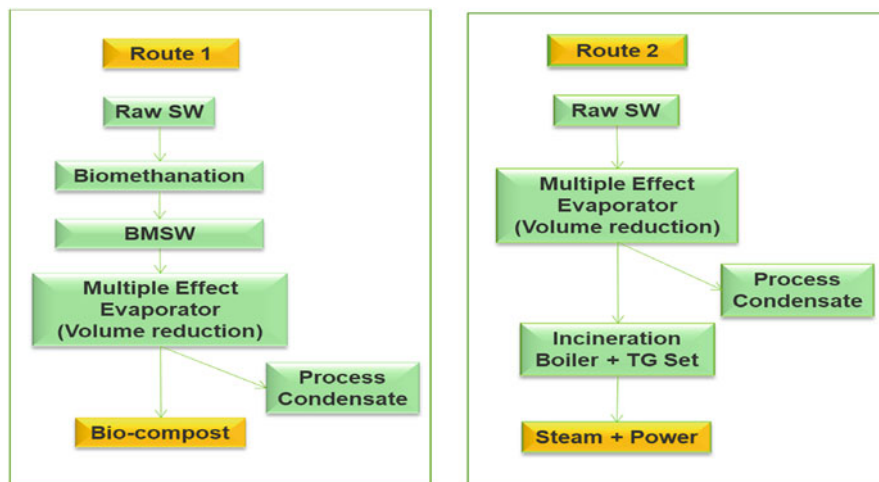 Route 1
Raw SW
Biomethanation
BMSW
Multiple Effect
Evaporator
(Volume reduction)
Process
Condensate
Bio-compost
Route 2
Raw SW
Multiple Effect
Evaporator
(Volume reduction)
Process
Condensate
Incineration
Boiler + TG Set
Steam + Power